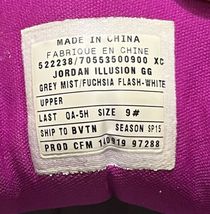 MADE IN CHINA
FABRIQUE EN CHINE
522238/70553500900 XC
JORDAN ILLUSION GG
GREY MIST/FUCHSIA FLASH-WHITE
UPPER
LAST QA-5H SIZE 9#
SHIP TO BVTN SEASON SP15
PROD CFM 97288